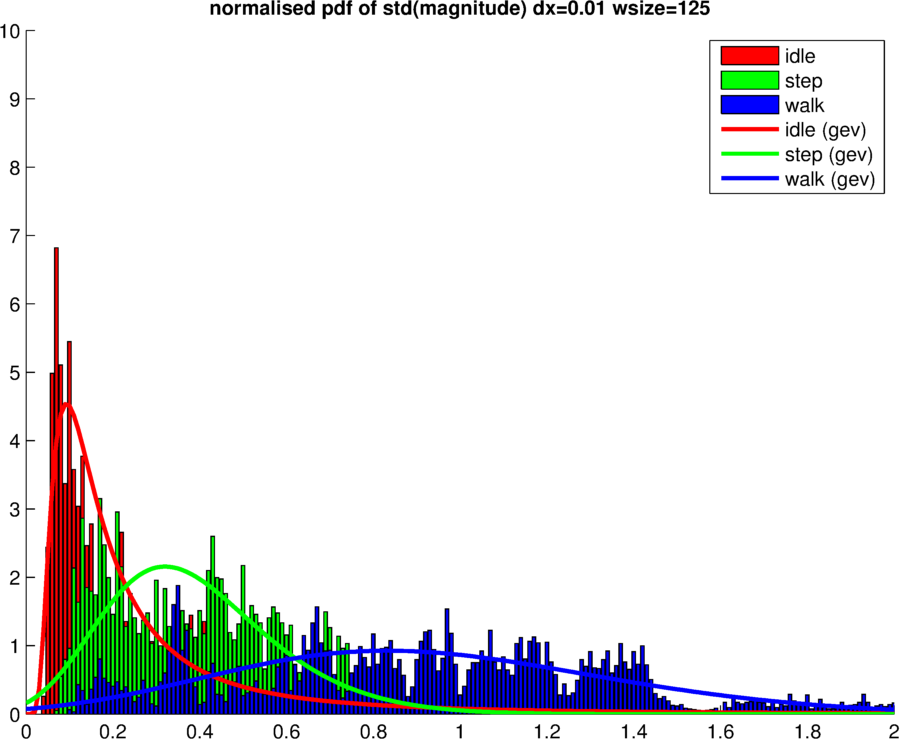 normalised pdf of std(magnitude) dx=0.01 wsize=125
10
9
8
7
6
5
4
3
2
1
0
idle
step
walk
idle (gev)
step (gev)
walk (gev)
0 0.2 0.4 0.6 0.8 1 1.2 1.4 1.6 1.8 2